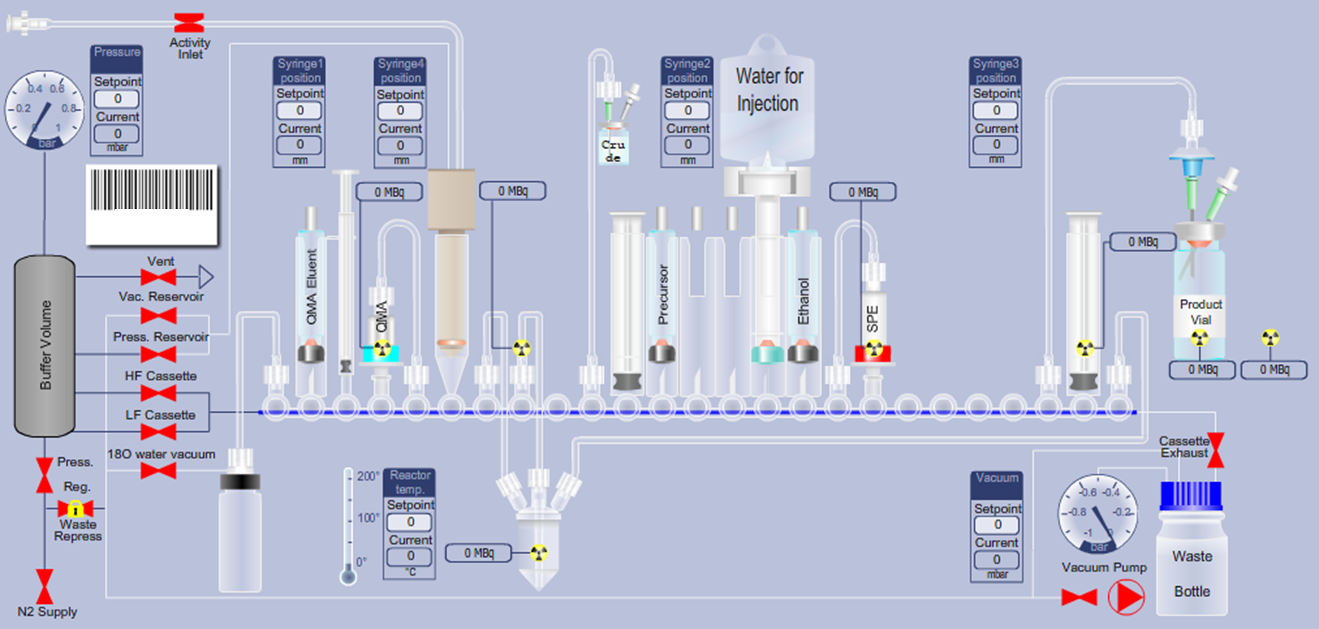 Activity
Inlet
Pressure
Setpoint
0
Current
0
mbar
0.4 0.6
0.2 0.8
0 1
bar
Syringe1
position
Setpoint
0
Current
0
mm
Syringe4
position
Setpoint
0
Current
0
mm
Cru
de
Syringe2
position
Setpoint
0
Current
0
mm
Water for
Injection
Syringe3
position
Setpoint
0
Current
0
mm
0 MBq
0 MBq
0 MBq
0 MBq
Vent
Vac. Reservoir
Press. Reservoir
HF Cassette
LF Cassette
18O water vacuum
Buffer Volume
QMA Eluent
QMA
Precursor
Ethanol
SPE
Product
Vial
0 MBq
0 MBq
Press.
Reg.
Waste
Repress
N2 Supply
200°
100°
0°
Reactor
temp.
Setpoint
0
Current
0
°C
0 MBq
Vacuum
Setpoint
0
Current
0
mbar
-0.6 -0.4
-0.8 -0.2
-1 0
bar
Vacuum Pump
Cassette
Exhaust
Waste
Bottle